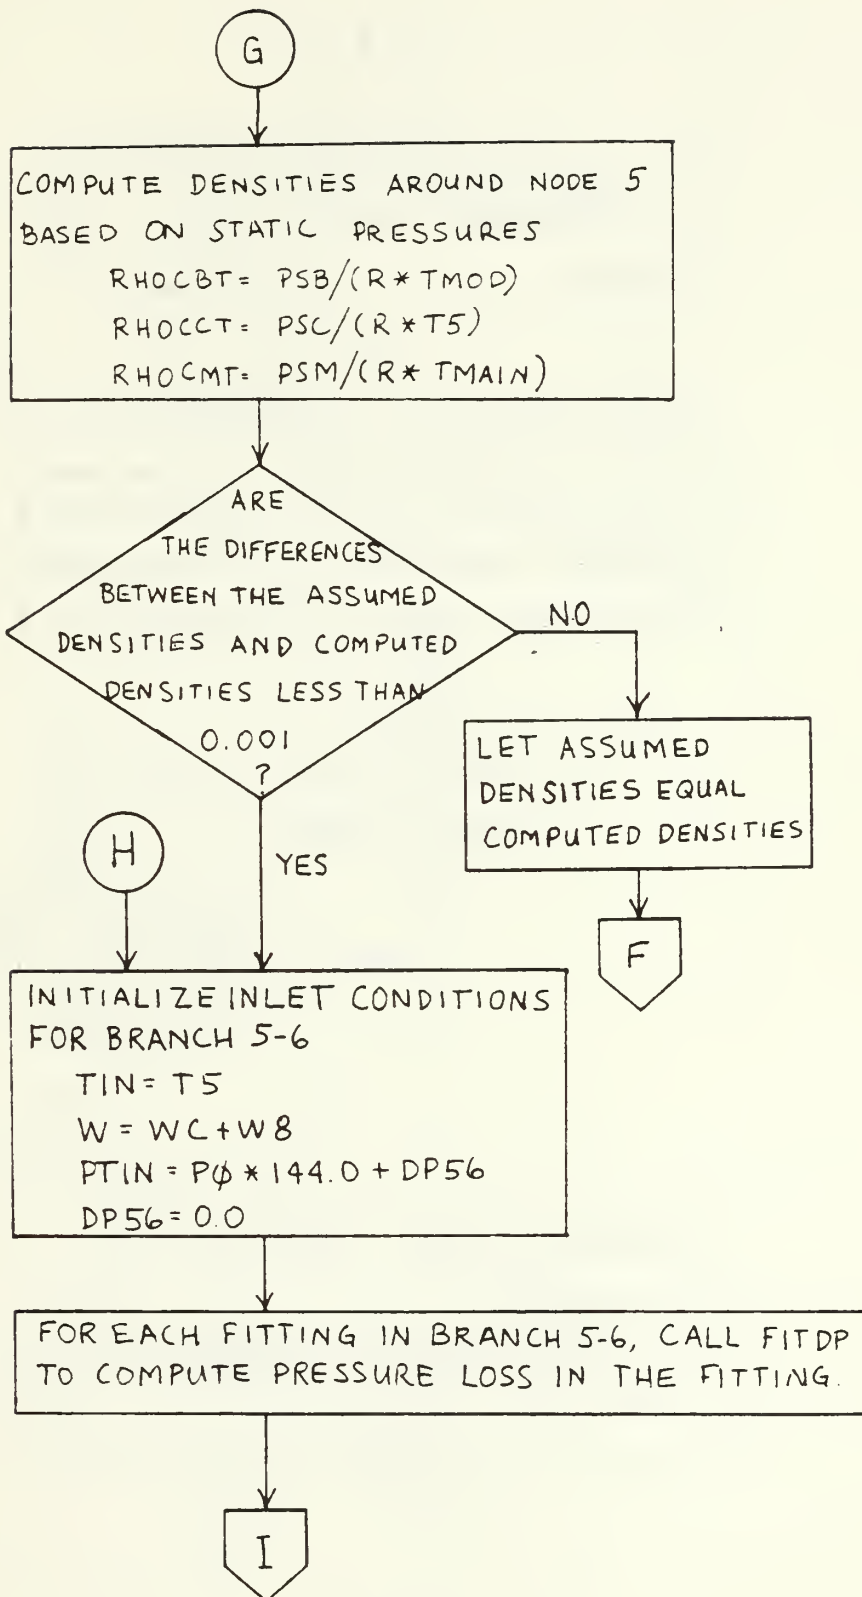 G
COMPUTE DENSITIES AROUND NODE 5
BASED ON STATIC PRESSURES
RHOCBT= PSB/(R* TMOD)
RHOCCT= PSC/(R*T5)
RHOCMT= PSM/(R* TMAIN)
ARE
THE DIFFERENCES
BETWEEN THE ASSUMED
DENSITIES AND COMPUTED
DENSITIES LESS THAN
0.001
?
NO
LET ASSUMED
DENSITIES EQUAL
COMPUTED DENSITIES
F
H
YES
INITIALIZE INLET CONDITIONS
FOR BRANCH 5-6
TIN= T5
W = WC+W8
PTIN = PØ * 144.0 + DP56
DP56= 0.0
FOR EACH FITTING IN BRANCH 5-6, CALL FITDP
TO COMPUTE PRESSURE LOSS IN THE FITTING.
I